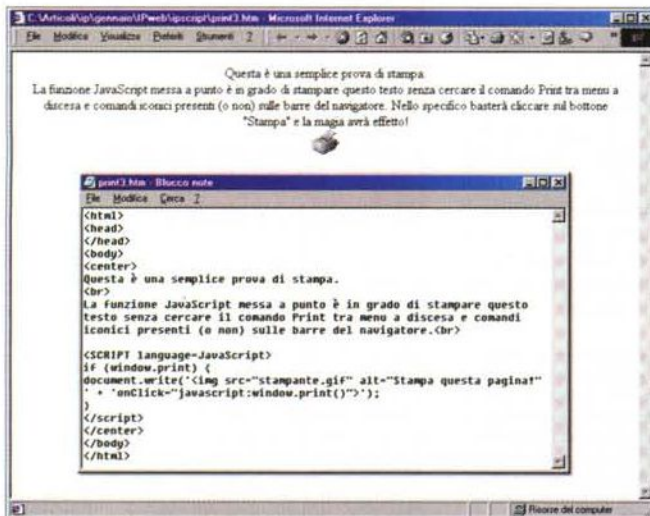 C:\Articoli\ip\gennaio\IPweb\ipscript\print3.htm - Microsoft Internet Explorer
File Modifica Visualizza Preferiti Strumenti ?
Questa è una semplice prova di stampa.
La funzione JavaScript messa a punto è in grado di stampare questo testo senza cercare il comando Print tra menu a
discesa e comandi iconici presenti (o non) sulle barre del navigatore. Nello specifico basterà cliccare sul bottone
"Stampa" e la magia avrà effetto!
print3.htm - Blocco note
File Modifica Cerca ?
<html>
<head>
</head>
<body>
<center>
Questa è una semplice prova di stampa.
<br>
La funzione JavaScript messa a punto è in grado di stampare questo
testo senza cercare il comando Print tra menu a discesa e comandi
iconici presenti (o non) sulle barre del navigatore.<br>
<SCRIPT language=JavaScript>
if (window.print) {
document.write('<img src="stampante.gif" alt="Stampa questa pagina!"
' + 'onClick="javascript:window.print()">');
}
</script>
</center>
</body>
</html>
Risorse del computer